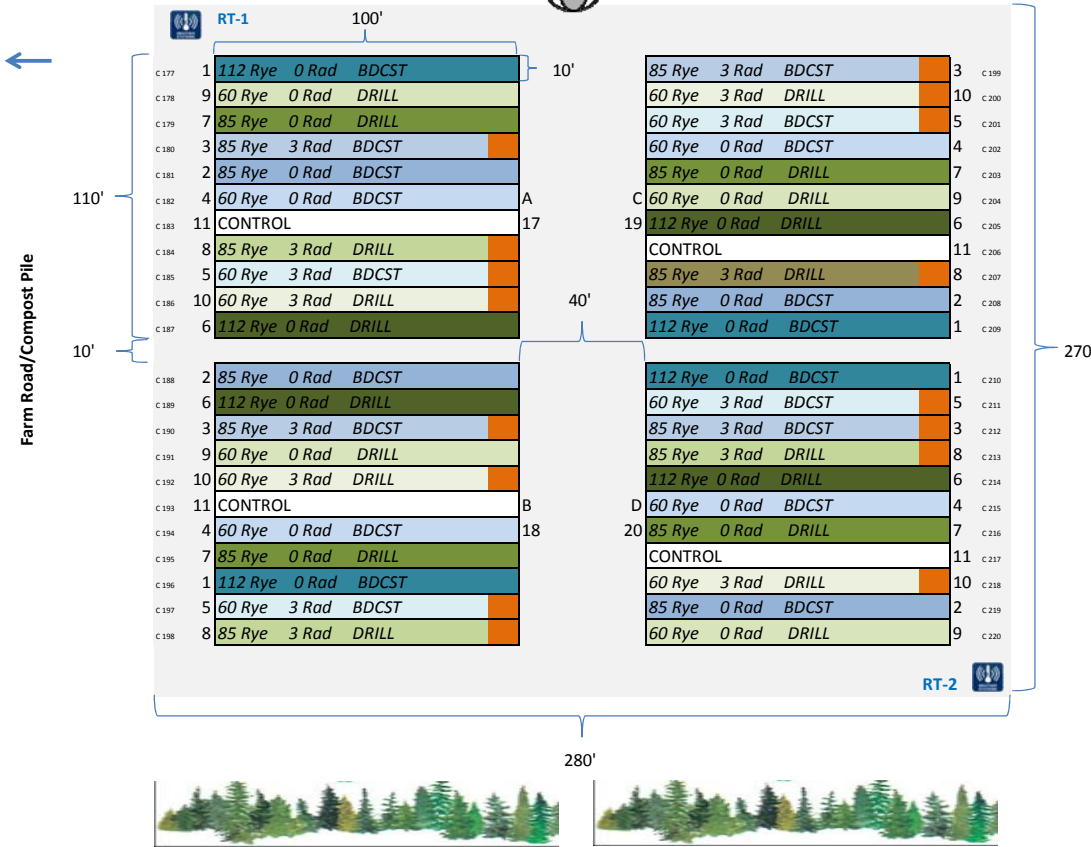 RT-1 100'
C 177 1 112 Rye 0 Rad BDCST 10' 85 Rye 3 Rad BDCST 3 C 199
C 178 9 60 Rye 0 Rad DRILL 60 Rye 3 Rad DRILL 10 C 200
C 179 7 85 Rye 0 Rad DRILL 60 Rye 3 Rad BDCST 5 C 201
C 180 3 85 Rye 3 Rad BDCST 60 Rye 0 Rad BDCST 4 C 202
C 181 2 85 Rye 0 Rad BDCST 85 Rye 0 Rad DRILL 7 C 203
110' C 182 4 60 Rye 0 Rad BDCST A C 60 Rye 0 Rad DRILL 9 C 204
C 183 11 CONTROL 17 19 112 Rye 0 Rad DRILL 6 C 205
C 184 8 85 Rye 3 Rad DRILL CONTROL 11 C 206
C 185 5 60 Rye 3 Rad BDCST 85 Rye 3 Rad DRILL 8 C 207
C 186 10 60 Rye 3 Rad DRILL 40' 85 Rye 0 Rad BDCST 2 C 208
C 187 6 112 Rye 0 Rad DRILL 112 Rye 0 Rad BDCST 1 C 209
Farm Road/Compost Pile
10' 270
C 188 2 85 Rye 0 Rad BDCST 112 Rye 0 Rad BDCST 1 C 210
C 189 6 112 Rye 0 Rad DRILL 60 Rye 3 Rad BDCST 5 C 211
C 190 3 85 Rye 3 Rad BDCST 85 Rye 3 Rad BDCST 3 C 212
C 191 9 60 Rye 0 Rad DRILL 85 Rye 3 Rad DRILL 8 C 213
C 192 10 60 Rye 3 Rad DRILL 112 Rye 0 Rad DRILL 6 C 214
C 193 11 CONTROL B D 60 Rye 0 Rad BDCST 4 C 215
C 194 4 60 Rye 0 Rad BDCST 18 20 85 Rye 0 Rad DRILL 7 C 216
C 195 7 85 Rye 0 Rad DRILL CONTROL 11 C 217
C 196 1 112 Rye 0 Rad BDCST 60 Rye 3 Rad DRILL 10 C 218
C 197 5 60 Rye 3 Rad BDCST 85 Rye 0 Rad BDCST 2 C 219
C 198 8 85 Rye 3 Rad DRILL 60 Rye 0 Rad DRILL 9 C 220
RT-2
280'